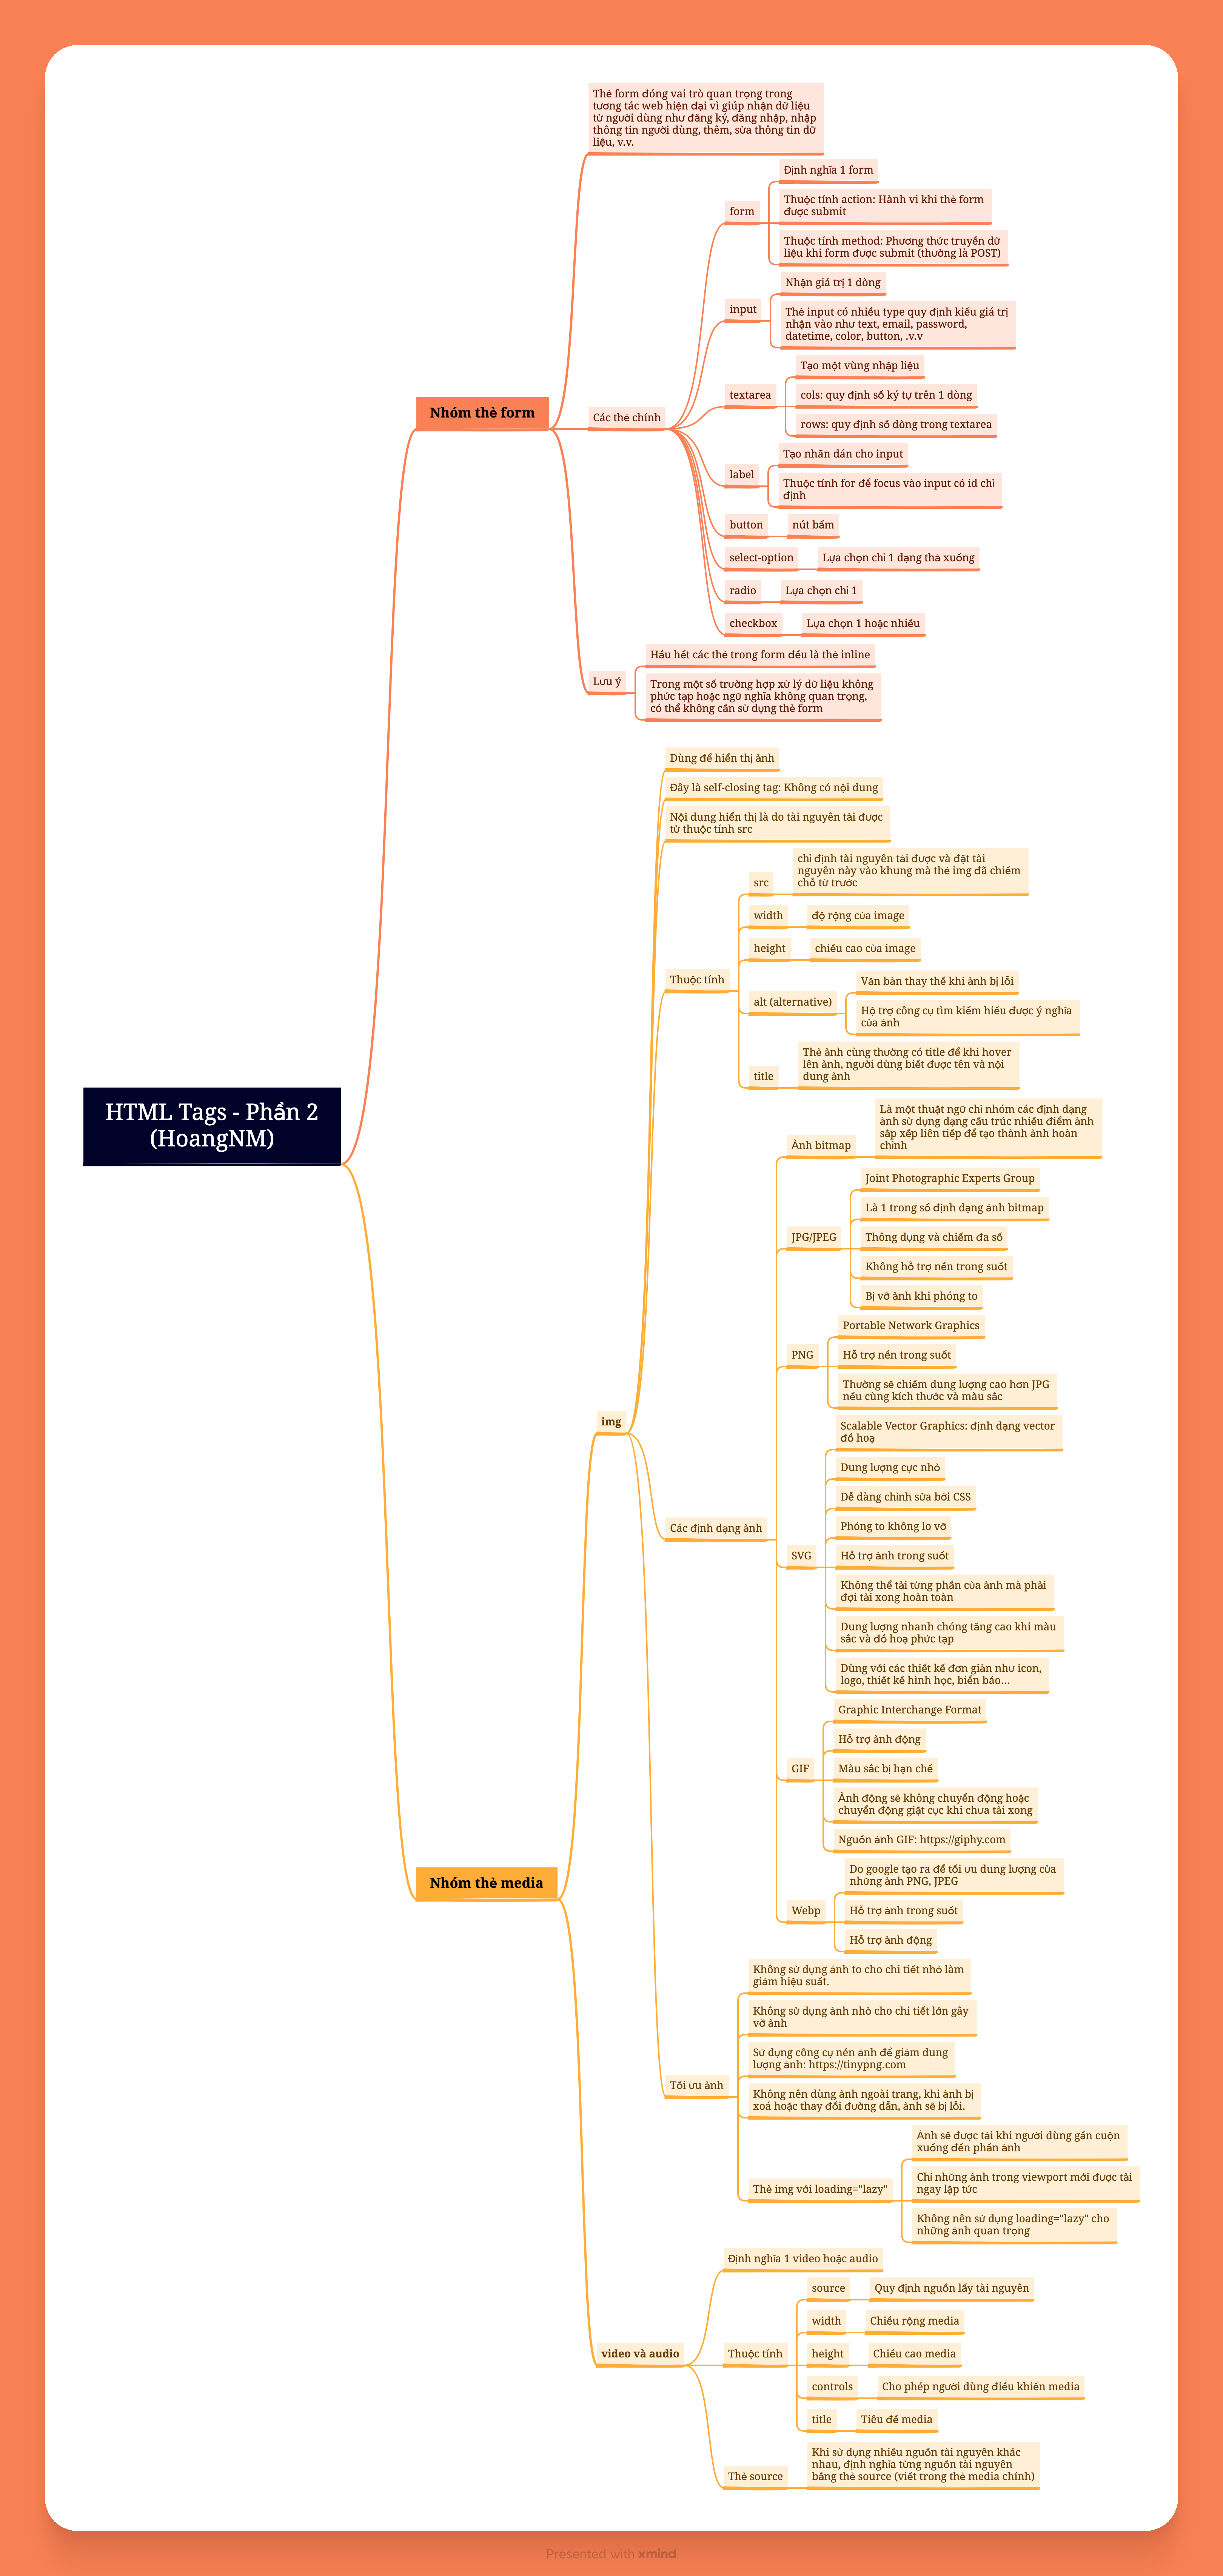 Thẻ form đóng vai trò quan trọng trong
tương tác web hiện đại vì giúp nhận dữ liệu
từ người dùng như đăng ký, đăng nhập, nhập
thông tin người dùng, thêm, sửa thông tin dữ
liệu, v.v.
Định nghĩa 1 form
Thuộc tính action: Hành vi khi thẻ form
được submit
form
Thuộc tính method: Phương thức truyền dữ
liệu khi form được submit (thường là POST)
Nhận giá trị 1 dòng
input
Thẻ input có nhiều type quy định kiểu giá trị
nhận vào như text, email, password,
datetime, color, button, .v.v
Tạo một vùng nhập liệu
textarea
cols: quy định số ký tự trên 1 dòng
rows: quy định số dòng trong textarea
Nhóm thẻ form
Các thẻ chính
Tạo nhãn dán cho input
label
Thuộc tính for để focus vào input có id chỉ
định
button
nút bấm
select-option
Lựa chọn chỉ 1 dạng thả xuống
radio
Lựa chọn chỉ 1
checkbox
Lựa chọn 1 hoặc nhiều
Lưu ý
Hầu hết các thẻ trong form đều là thẻ inline
Trong một số trường hợp xử lý dữ liệu không
phức tạp hoặc ngữ nghĩa không quan trọng,
có thể không cần sử dụng thẻ form
Dùng để hiển thị ảnh
Đây là self-closing tag: Không có nội dung
Nội dung hiển thị là do tài nguyên tải được
từ thuộc tính src
src
chỉ định tài nguyên tải được và đặt tài
nguyên này vào khung mà thẻ img đã chiếm
chỗ từ trước
width
độ rộng của image
height
chiều cao của image
Thuộc tính
alt (alternative)
Văn bản thay thế khi ảnh bị lỗi
Hộ trợ công cụ tìm kiếm hiểu được ý nghĩa
của ảnh
title
Thẻ ảnh cùng thường có title để khi hover
lên ảnh, người dùng biết được tên và nội
dung ảnh
HTML Tags - Phần 2
(HoangNM)
Ảnh bitmap
Là một thuật ngữ chỉ nhóm các định dạng
ảnh sử dụng dạng cấu trúc nhiều điểm ảnh
sắp xếp liên tiếp để tạo thành ảnh hoàn
chỉnh
Joint Photographic Experts Group
Là 1 trong số định dạng ảnh bitmap
JPG/JPEG
Thông dụng và chiếm đa số
Không hỗ trợ nền trong suốt
Bị vỡ ảnh khi phóng to
Portable Network Graphics
PNG
Hỗ trợ nền trong suốt
Thường sẽ chiếm dung lượng cao hơn JPG
nếu cùng kích thước và màu sắc
img
Scalable Vector Graphics: định dạng vector
đồ hoạ
Dung lượng cực nhỏ
Dễ dàng chỉnh sửa bởi CSS
Phóng to không lo vỡ
Các định dạng ảnh
SVG
Hỗ trợ ảnh trong suốt
Không thể tải từng phần của ảnh mà phải
đợi tải xong hoàn toàn
Dung lượng nhanh chóng tăng cao khi màu
sắc và đồ hoạ phức tạp
Dùng với các thiết kế đơn giản như icon,
logo, thiết kế hình học, biển báo...
Graphic Interchange Format
Hỗ trợ ảnh động
GIF
Màu sắc bị hạn chế
Ảnh động sẽ không chuyển động hoặc
chuyển động giật cục khi chưa tải xong
Nguồn ảnh GIF: https://giphy.com
Nhóm thẻ media
Do google tạo ra để tối ưu dung lượng của
những ảnh PNG, JPEG
Webp
Hỗ trợ ảnh trong suốt
Hỗ trợ ảnh động
Không sử dụng ảnh to cho chi tiết nhỏ làm
giảm hiệu suất.
Không sử dụng ảnh nhỏ cho chi tiết lớn gây
vỡ ảnh
Sử dụng công cụ nén ảnh để giảm dung
lượng ảnh: https://tinypng.com
Tối ưu ảnh
Không nên dùng ảnh ngoài trang, khi ảnh bị
xoá hoặc thay đổi đường dẫn, ảnh sẽ bị lỗi.
Ảnh sẽ được tải khi người dùng gần cuộn
xuống đến phần ảnh
Thẻ img với loading="lazy"
Chỉ những ảnh trong viewport mới được tải
ngay lập tức
Không nên sử dụng loading="lazy" cho
những ảnh quan trọng
Định nghĩa 1 video hoặc audio
source
Quy định nguồn lấy tài nguyên
width
Chiều rộng media
video và audio
Thuộc tính
height
Chiều cao media
controls
Cho phép người dùng điều khiển media
title
Tiêu đề media
Thẻ source
Khi sử dụng nhiều nguồn tài nguyên khác
nhau, định nghĩa từng nguồn tài nguyên
bằng thẻ source (viết trong thẻ media chính)
Presented with xmind